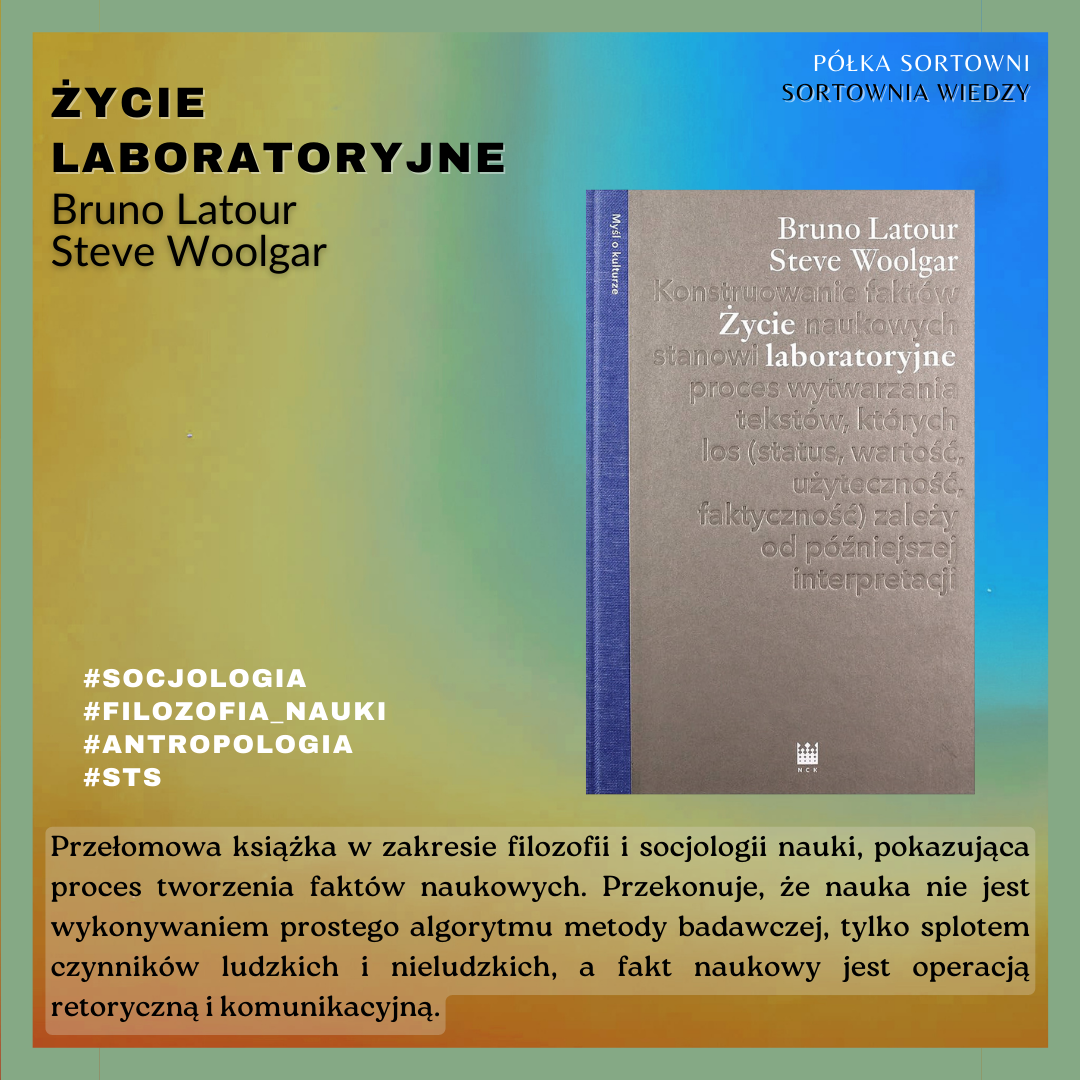 PÓŁKA SORTOWNI
SORTOWNIA WIEDZY
ŻYCIE
LABORATORYJNE
Bruno Latour
Steve Woolgar
Myśl o kulturze
Bruno Latour
Steve Woolgar
Konstruowanie faktów
Życie naukowych
stanowi laboratoryjne
proces wytwarzania
tekstów, których
los (status, wartość,
użyteczność,
faktyczność) zależy
od późniejszej
interpretacji
NCK
#SOCJOLOGIA
#FILOZOFIA_NAUKI
#ANTROPOLOGIA
#STS
Przełomowa książka w zakresie filozofii i socjologii nauki, pokazująca
proces tworzenia faktów naukowych. Przekonuje, że nauka nie jest
wykonywaniem prostego algorytmu metody badawczej, tylko splotem
czynników ludzkich i nieludzkich, a fakt naukowy jest operacją
retoryczną i komunikacyjną.